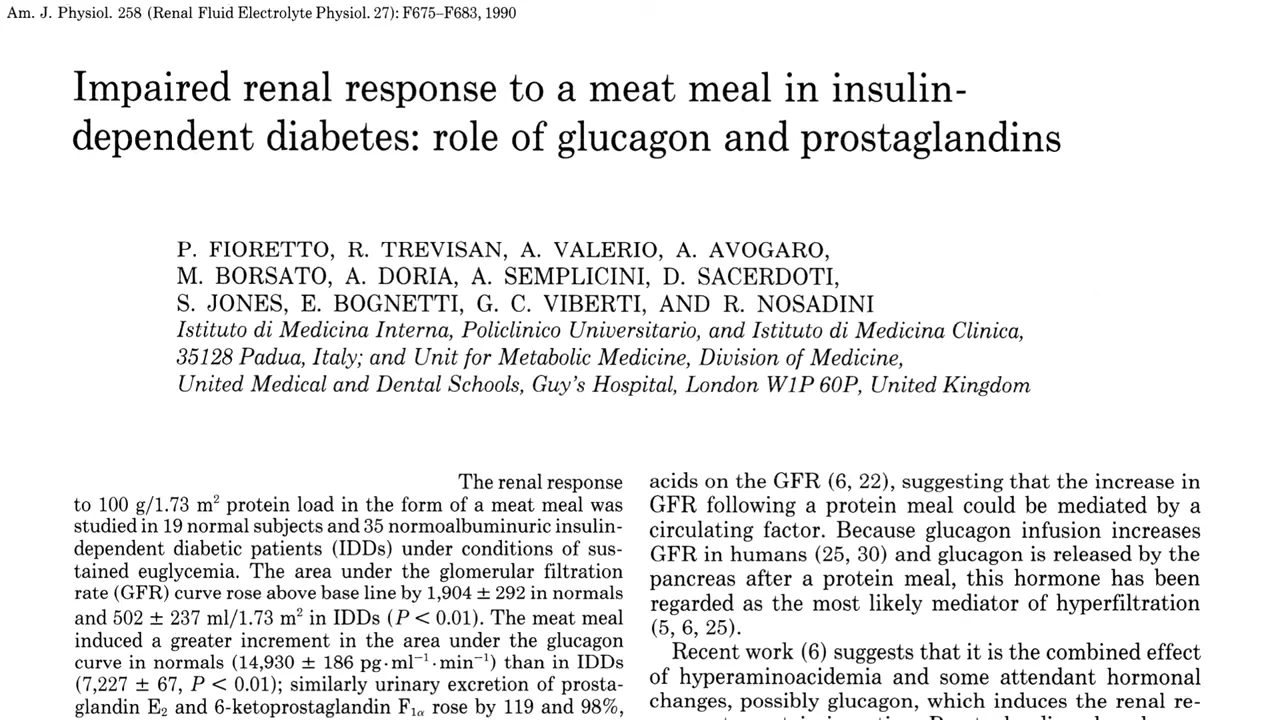 Am. J. Physiol. 258 (Renal Fluid Electrolyte Physiol. 27): F675–F683, 1990
Impaired renal response to a meat meal in insulin-
dependent diabetes: role of glucagon and prostaglandins
P. FIORETTO, R. TREVISAN, A. VALERIO, A. AVOGARO,
M. BORSATO, A. DORIA, A. SEMPLICINI, D. SACERDOTI,
S. JONES, E. BOGNETTI, G. C. VIBERTI, AND R. NOSADINI
Istituto di Medicina Interna, Policlinico Universitario, and Istituto di Medicina Clinica,
35128 Padua, Italy; and Unit for Metabolic Medicine, Division of Medicine,
United Medical and Dental Schools, Guy's Hospital, London W1P 60P, United Kingdom
The renal response
to 100 g/1.73 m² protein load in the form of a meat meal was
studied in 19 normal subjects and 35 normoalbuminuric insulin-
dependent diabetic patients (IDDs) under conditions of sus-
tained euglycemia. The area under the glomerular filtration
rate (GFR) curve rose above base line by 1,904 ± 292 in normals
and 502 ± 237 ml/1.73 m² in IDDs (P < 0.01). The meat meal
induced a greater increment in the area under the glucagon
curve in normals (14,930 ± 186 pg·ml⁻¹·min⁻¹) than in IDDs
(7,227 ± 67, P < 0.01); similarly urinary excretion of prosta-
glandin E₂ and 6-ketoprostaglandin F₁α rose by 119 and 98%,
acids on the GFR (6, 22), suggesting that the increase in
GFR following a protein meal could be mediated by a
circulating factor. Because glucagon infusion increases
GFR in humans (25, 30) and glucagon is released by the
pancreas after a protein meal, this hormone has been
regarded as the most likely mediator of hyperfiltration
(5, 6, 25).
Recent work (6) suggests that it is the combined effect
of hyperaminoacidemia and some attendant hormonal
changes, possibly glucagon, which induces the renal re-